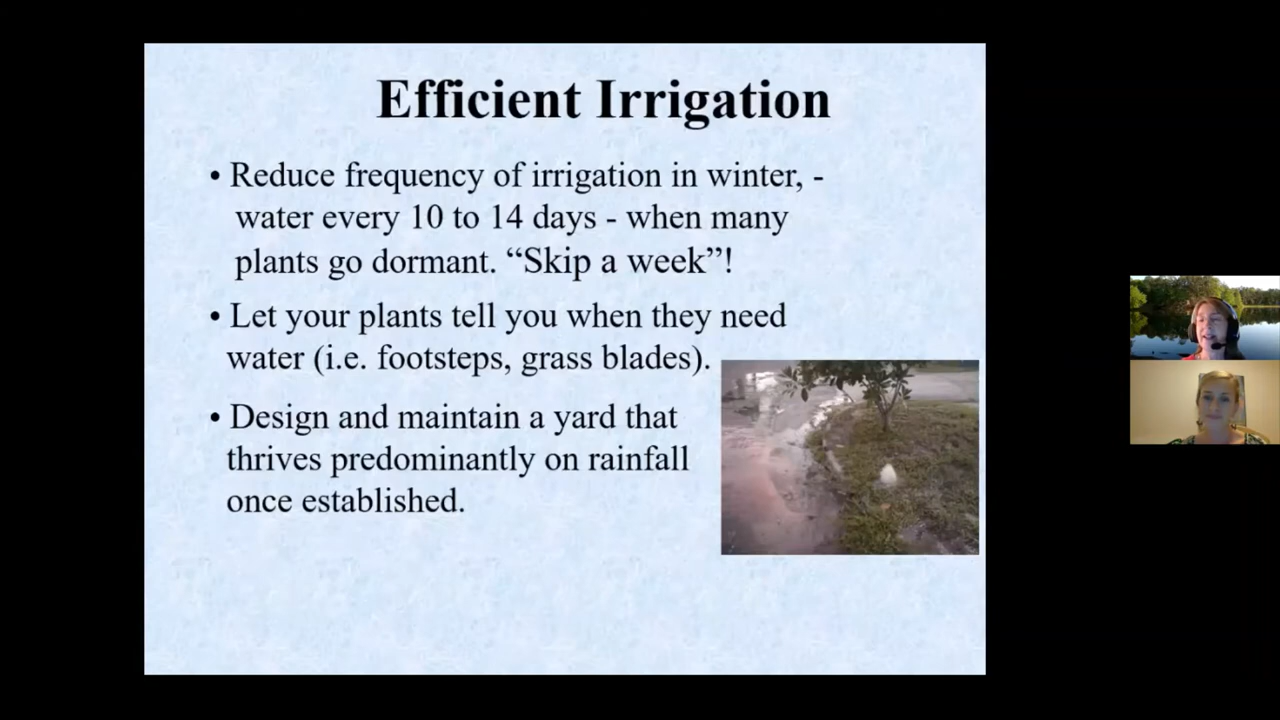 Efficient Irrigation
• Reduce frequency of irrigation in winter, -
water every 10 to 14 days - when many
plants go dormant. “Skip a week”!
• Let your plants tell you when they need
water (i.e. footsteps, grass blades).
• Design and maintain a yard that
thrives predominantly on rainfall
once established.